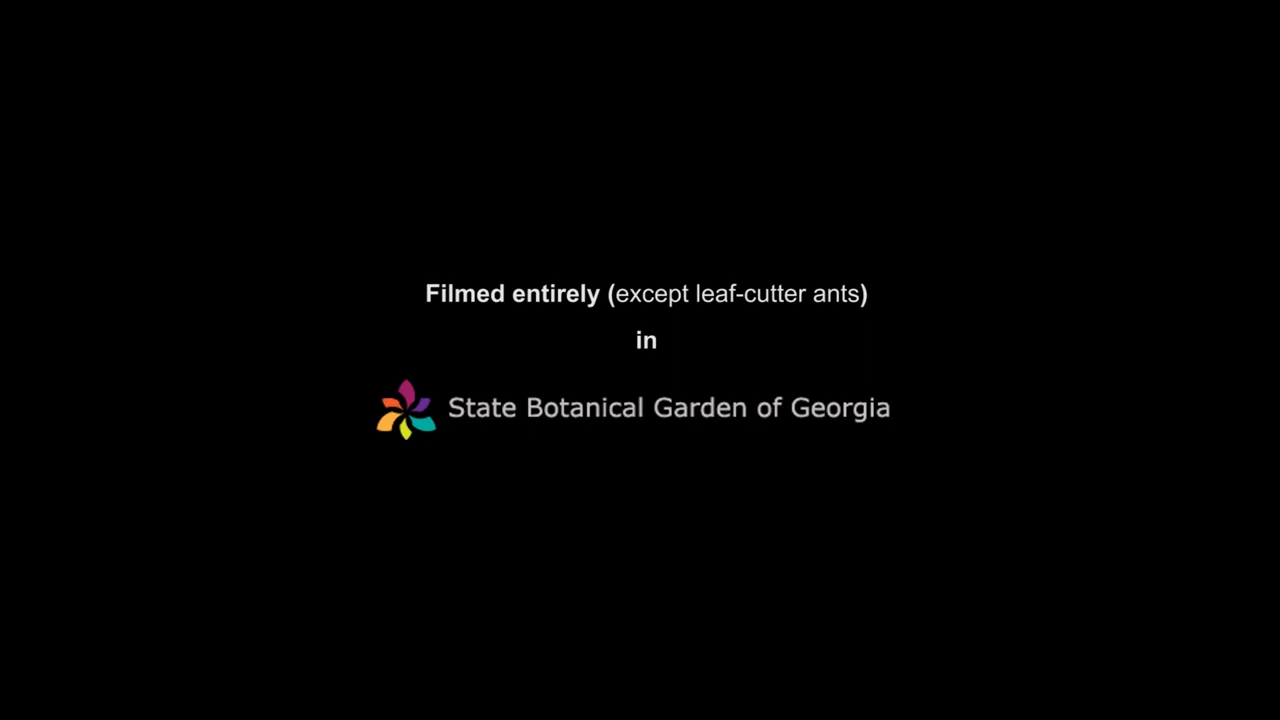 Filmed entirely (except leaf-cutter ants)
in
State Botanical Garden of Georgia